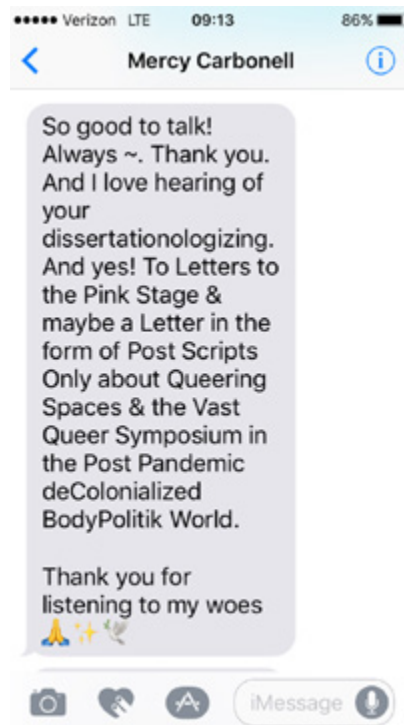 Verizon LTE 09:13 86%
Mercy Carbonell
So good to talk!
Always ~. Thank you.
And I love hearing of
your
dissertationologizing.
And yes! To Letters to
the Pink Stage &
maybe a Letter in the
form of Post Scripts
Only about Queering
Spaces & the Vast
Queer Symposium in
the Post Pandemic
deColonialized
BodyPolitik World.
Thank you for
listening to my woes
🙏✨🕊
iMessage